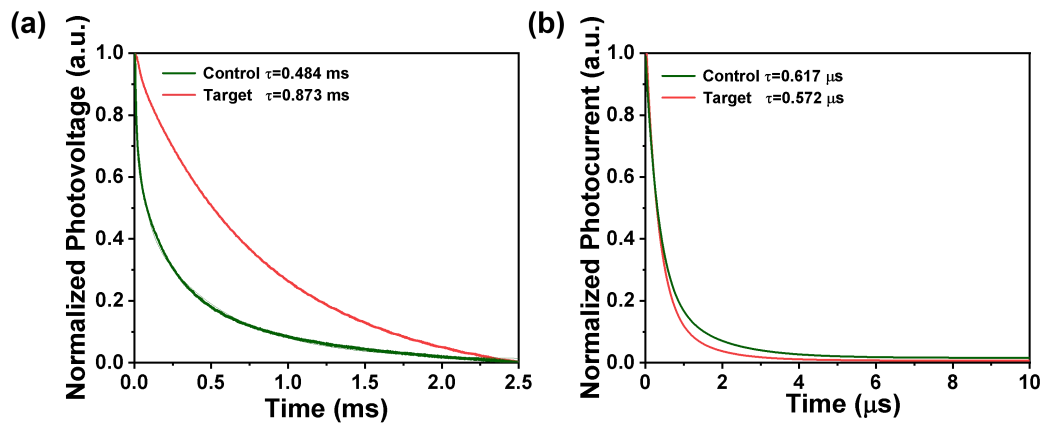 (a)
Normalized Photovoltage (a.u.)
1.0
0.8
0.6
0.4
0.2
0.0
Control τ=0.484 ms
Target τ=0.873 ms
0.0 0.5 1.0 1.5 2.0 2.5
Time (ms)
(b)
Normalized Photocurrent (a.u.)
1.0
0.8
0.6
0.4
0.2
0.0
Control τ=0.617 μs
Target τ=0.572 μs
0 2 4 6 8 10
Time (μs)